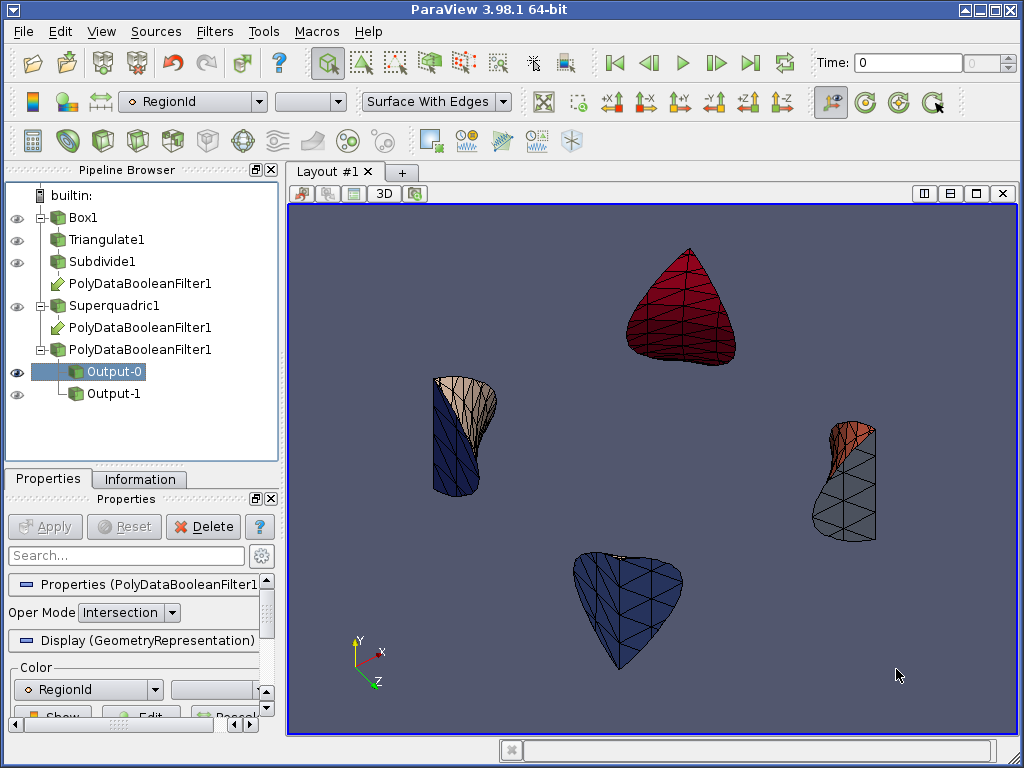 ParaView 3.98.1 64-bit
File Edit View Sources Filters Tools Macros Help
Time: 0 0
RegionId Surface With Edges +X -X +Y -Y +Z -Z
Pipeline Browser
Layout #1
3D
builtin:
Box1
Triangulate1
Subdivide1
PolyDataBooleanFilter1
Superquadric1
PolyDataBooleanFilter1
PolyDataBooleanFilter1
Output-0
Output-1
Properties Information
Properties
Apply Reset Delete ?
Search...
Properties (PolyDataBooleanFilter1
Oper Mode Intersection
Display (GeometryRepresentation)
Color
RegionId
Show Edit
Y
X
Z